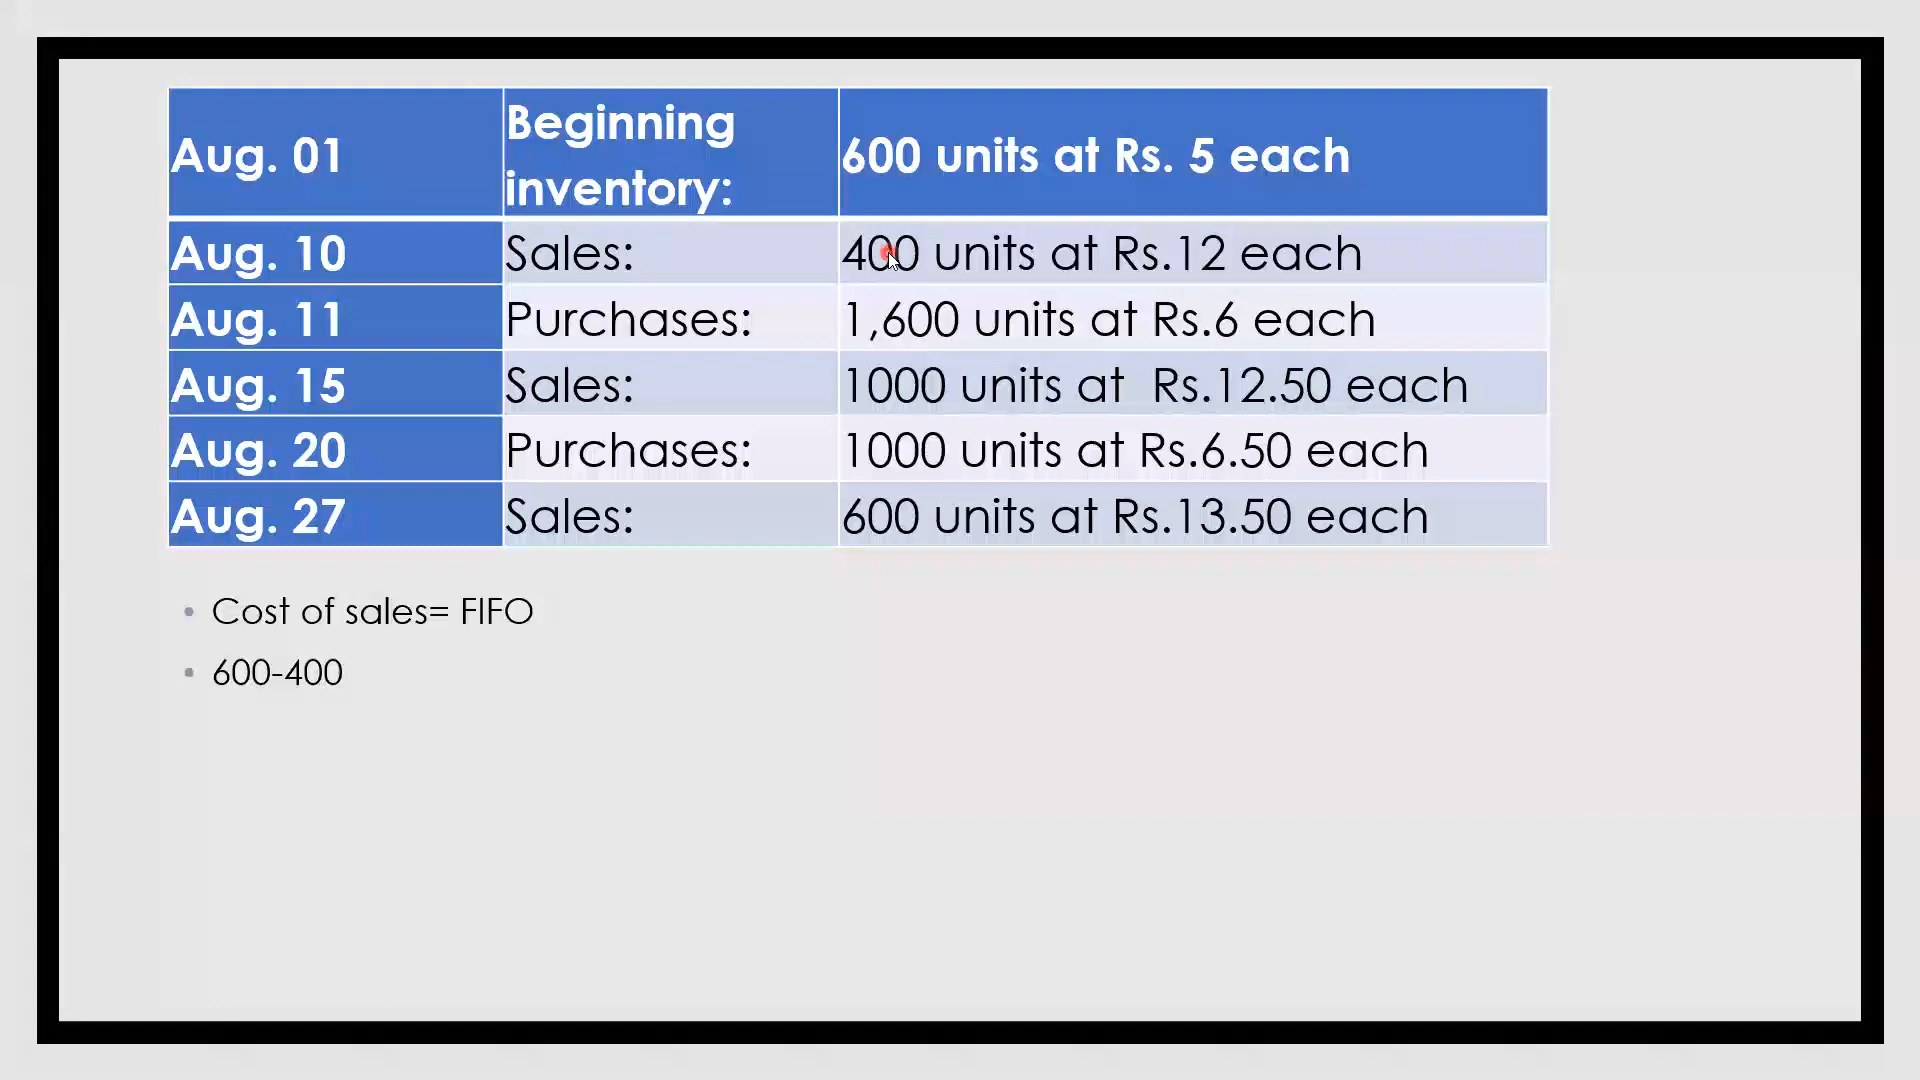 Aug. 01 Beginning inventory: 600 units at Rs. 5 each
Aug. 10 Sales: 400 units at Rs.12 each
Aug. 11 Purchases: 1,600 units at Rs.6 each
Aug. 15 Sales: 1000 units at  Rs.12.50 each
Aug. 20 Purchases: 1000 units at Rs.6.50 each
Aug. 27 Sales: 600 units at Rs.13.50 each
• Cost of sales= FIFO
• 600-400